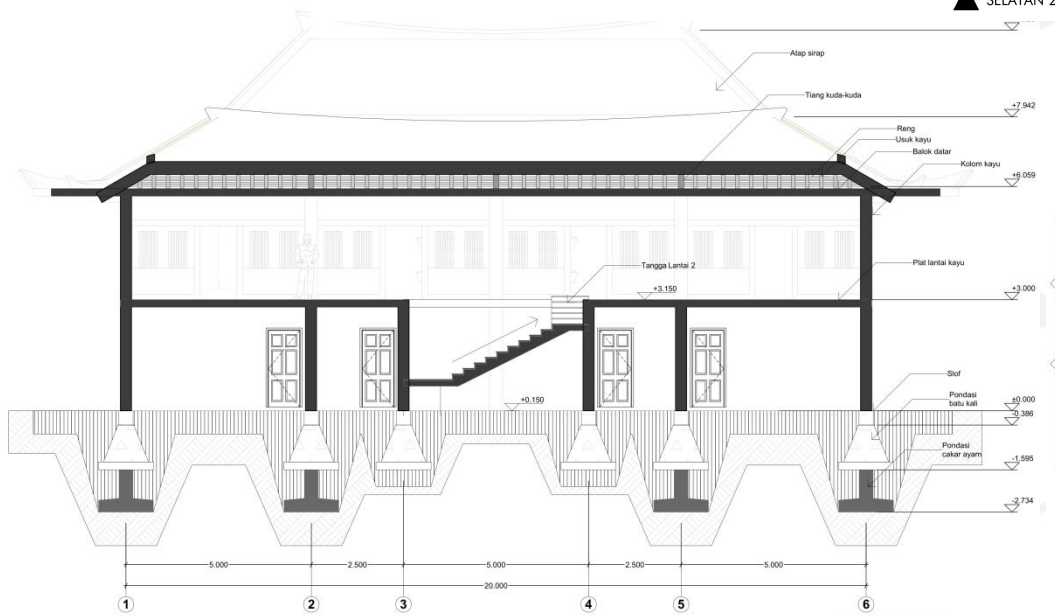 SELATAN 2
Atap sirap
Tiang kuda-kuda
+7.942
Reng
Usuk kayu
Balok datar
Kolom kayu
+6.059
Tangga Lantai 2
Plat lantai kayu
+3.150
+3.000
Slof
Pondasi
batu kali
+0.150
±0.000
-0.386
Pondasi
cakar ayam
-1.595
-2.734
5.000 2.500 5.000 2.500 5.000
20.000
1 2 3 4 5 6